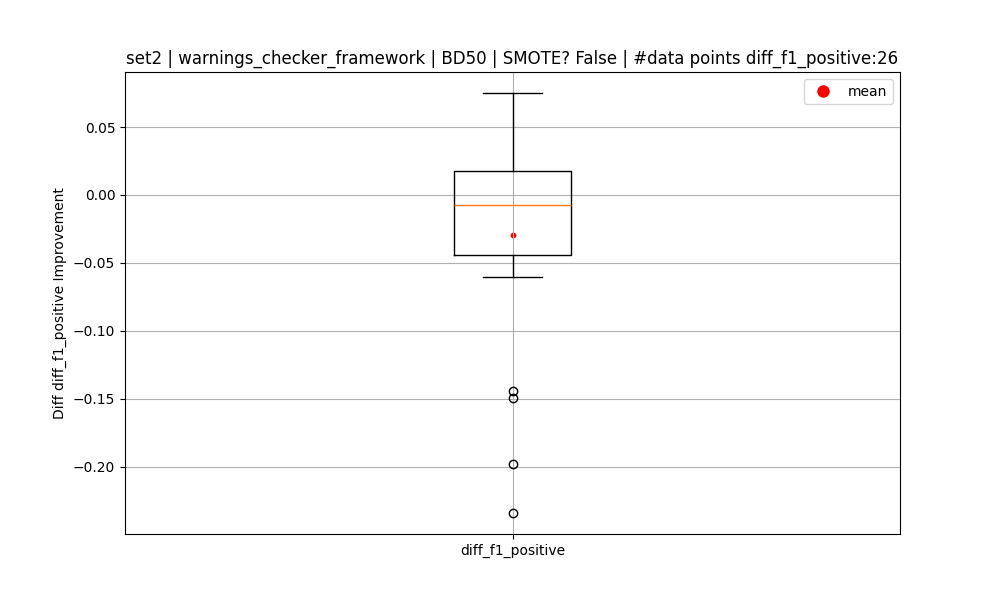 set2 | warnings_checker_framework | BD50 | SMOTE? False | #data points diff_f1_positive:26
mean
0.05
0.00
−0.05
−0.10
−0.15
−0.20
Diff diff_f1_positive Improvement
diff_f1_positive